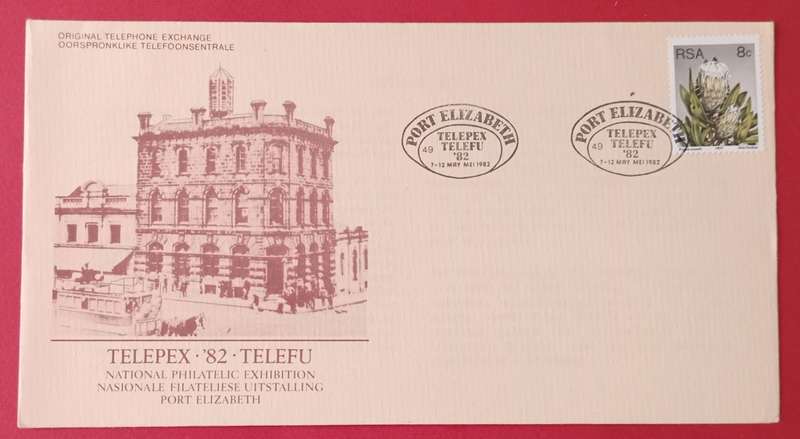 ORIGINAL TELEPHONE EXCHANGE
OORSPRONKLIKE TELEFOONSENTRALE
RSA 8c
PORT ELIZABETH
49
TELEPEX
TELEFU
'82
7-12 MAY MEI 1982
PORT ELIZABETH
49
TELEPEX
TELEFU
'82
7-12 MAY MEI 1982
TELEPEX · '82 · TELEFU
NATIONAL PHILATELIC EXHIBITION
NASIONALE FILATELIESE UITSTALLING
PORT ELIZABETH